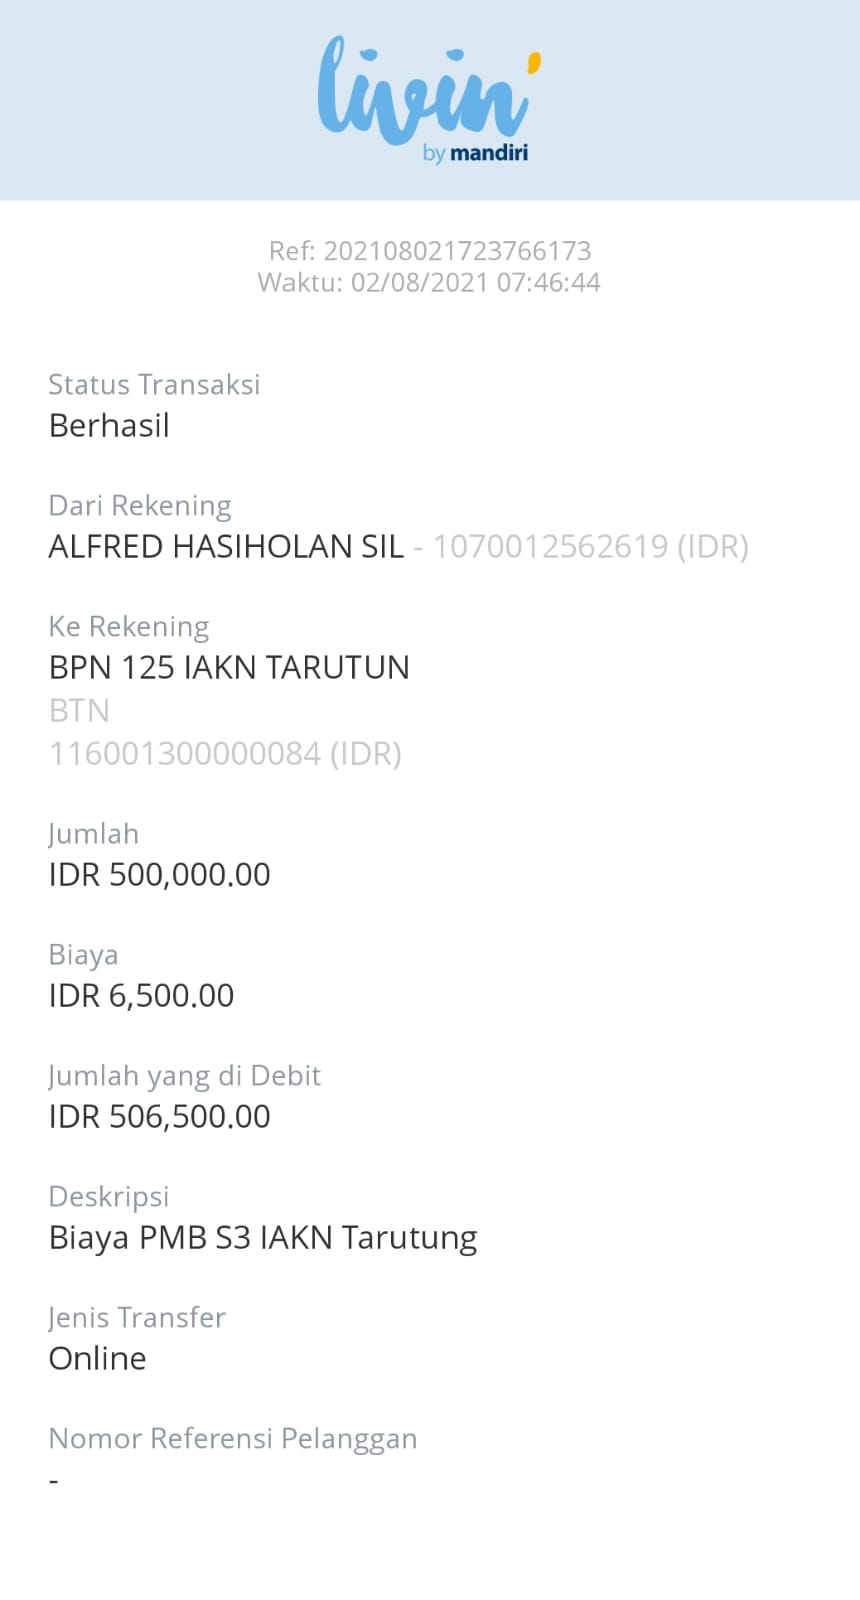 livin'
by mandiri
Ref: 202108021723766173
Waktu: 02/08/2021 07:46:44
Status Transaksi
Berhasil
Dari Rekening
ALFRED HASIHOLAN SIL - 1070012562619 (IDR)
Ke Rekening
BPN 125 IAKN TARUTUN
BTN
116001300000084 (IDR)
Jumlah
IDR 500,000.00
Biaya
IDR 6,500.00
Jumlah yang di Debit
IDR 506,500.00
Deskripsi
Biaya PMB S3 IAKN Tarutung
Jenis Transfer
Online
Nomor Referensi Pelanggan
-